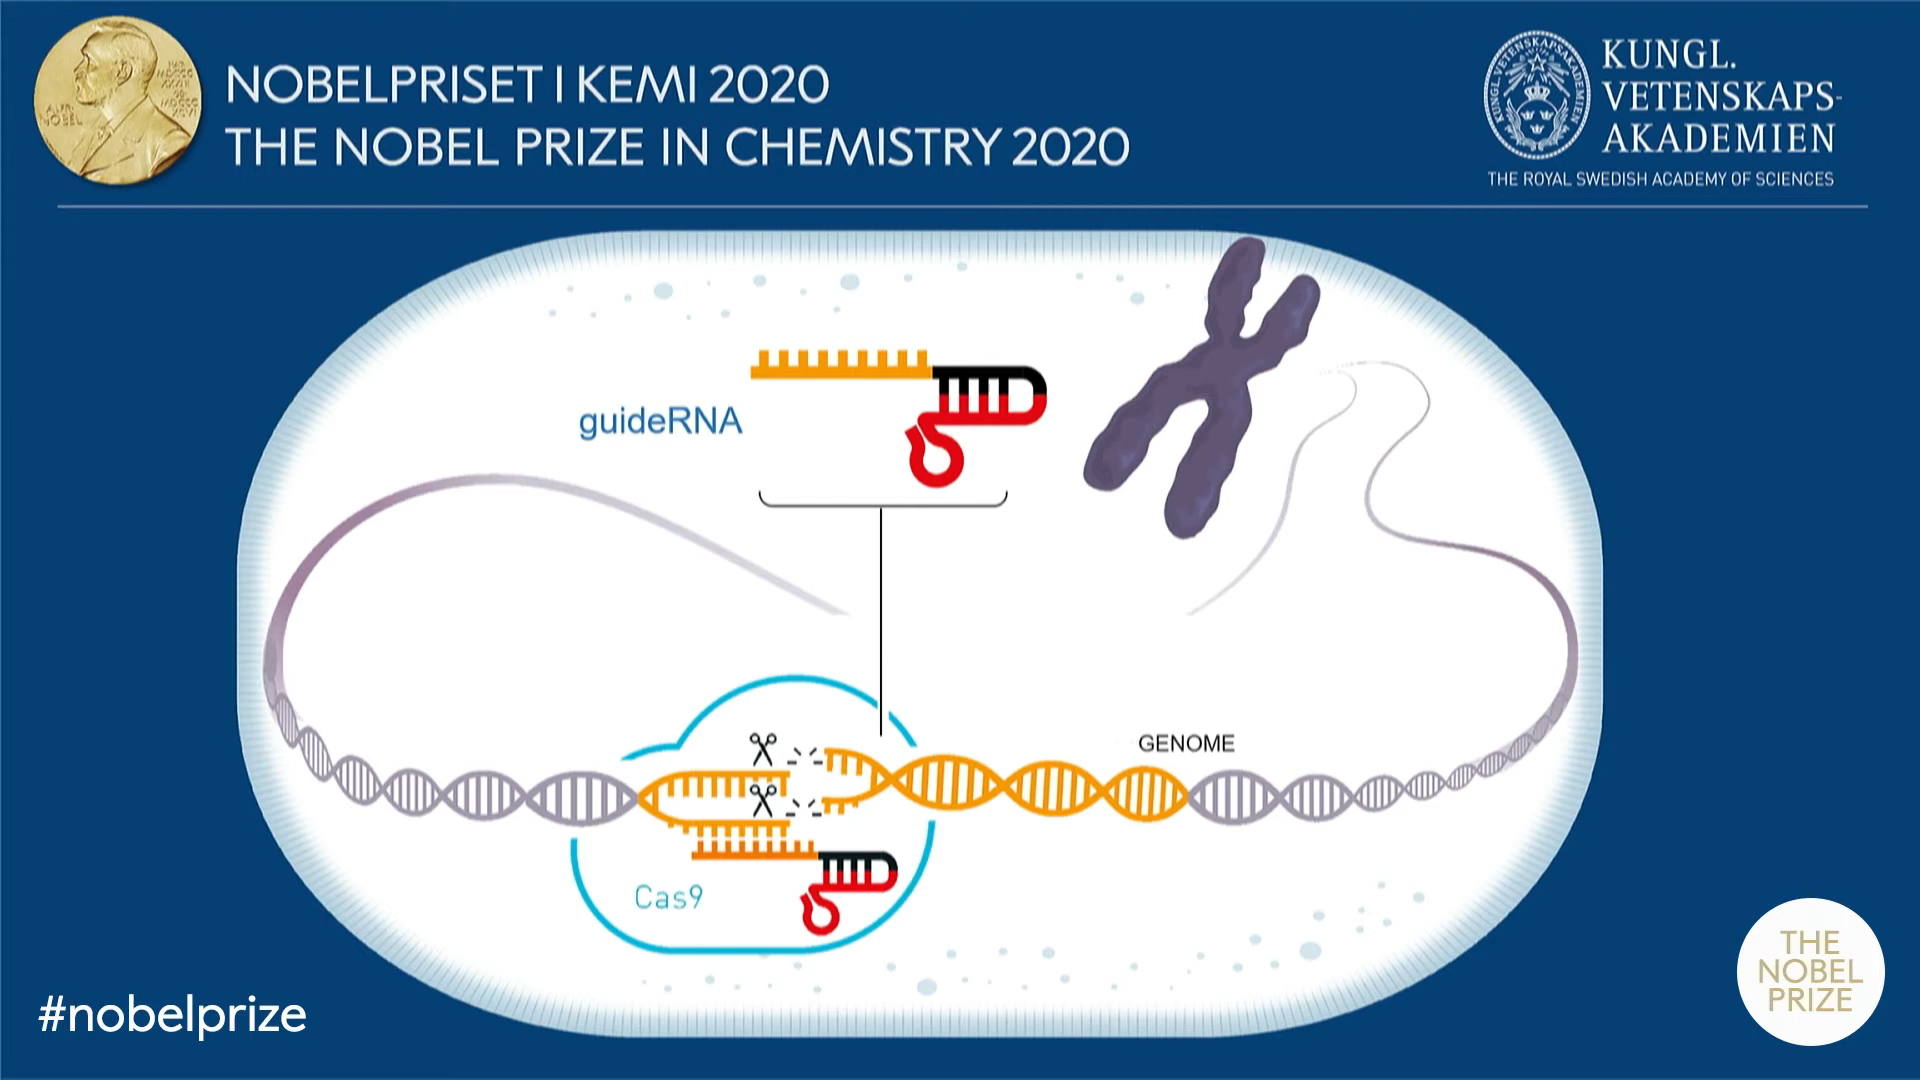 NOBELPRISET I KEMI 2020
THE NOBEL PRIZE IN CHEMISTRY 2020
KUNGL.
VETENSKAPS-
AKADEMIEN
THE ROYAL SWEDISH ACADEMY OF SCIENCES
guideRNA
GENOME
Cas9
#nobelprize
THE
NOBEL
PRIZE